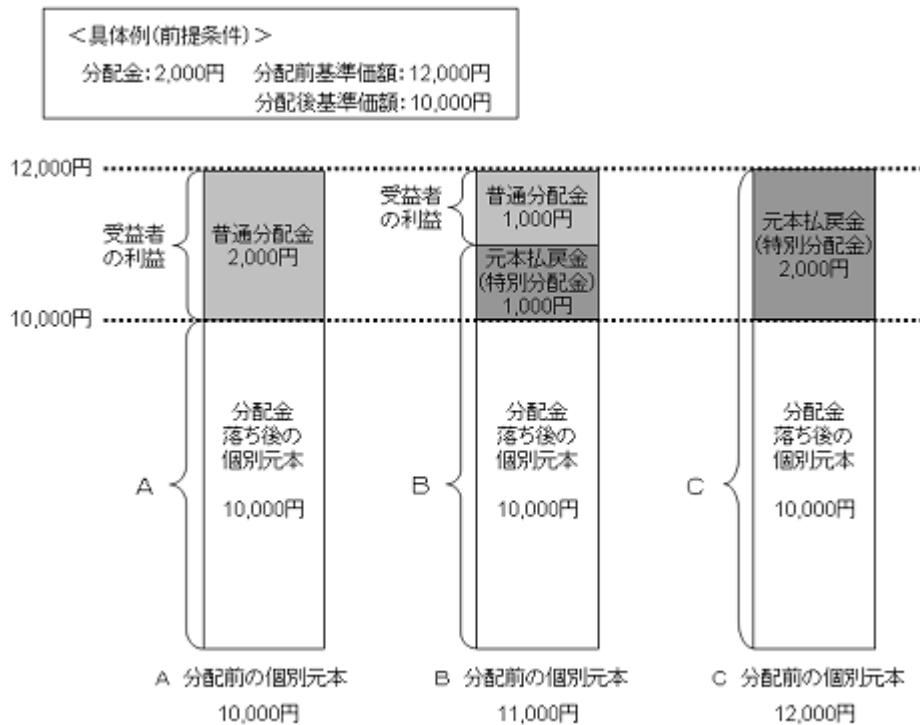 ＜具体例(前提条件)＞
分配金：2,000円　分配前基準価額：12,000円
分配後基準価額：10,000円
12,000円
受益者
の利益
普通分配金
2,000円
受益者
の利益
普通分配金
1,000円
元本払戻金
(特別分配金)
1,000円
元本払戻金
(特別分配金)
2,000円
10,000円
A
分配金
落ち後の
個別元本
10,000円
B
分配金
落ち後の
個別元本
10,000円
C
分配金
落ち後の
個別元本
10,000円
A 分配前の個別元本
10,000円
B 分配前の個別元本
11,000円
C 分配前の個別元本
12,000円